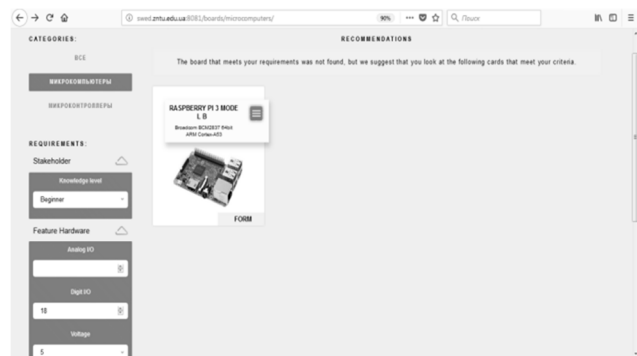 swed.zntu.edu.ua:8081/boards/microcomputers/
90%
Поиск
CATEGORIES:
ВСЕ
МИКРОКОМПЬЮТЕРЫ
МИКРОКОНТРОЛЛЕРЫ
REQUIREMENTS:
Stakeholder
Knowledge level
Beginner
Feature Hardware
Analog I/O
Digit I/O
18
Voltage
5
RECOMMENDATIONS
The board that meets your requirements was not found, but we suggest that you look at the following cards that meet your criteria.
RASPBERRY PI 3 MODE
L B
Broadcom BCM2837 64bit
ARM Cortex-A53
FORM